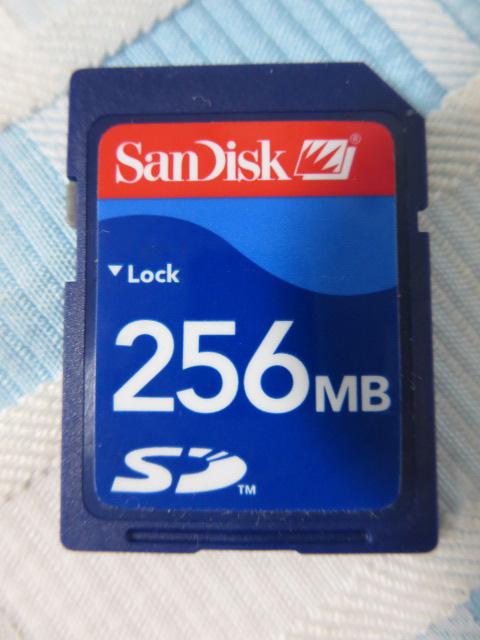 SanDisk ®
▼Lock
256MB
SD TM